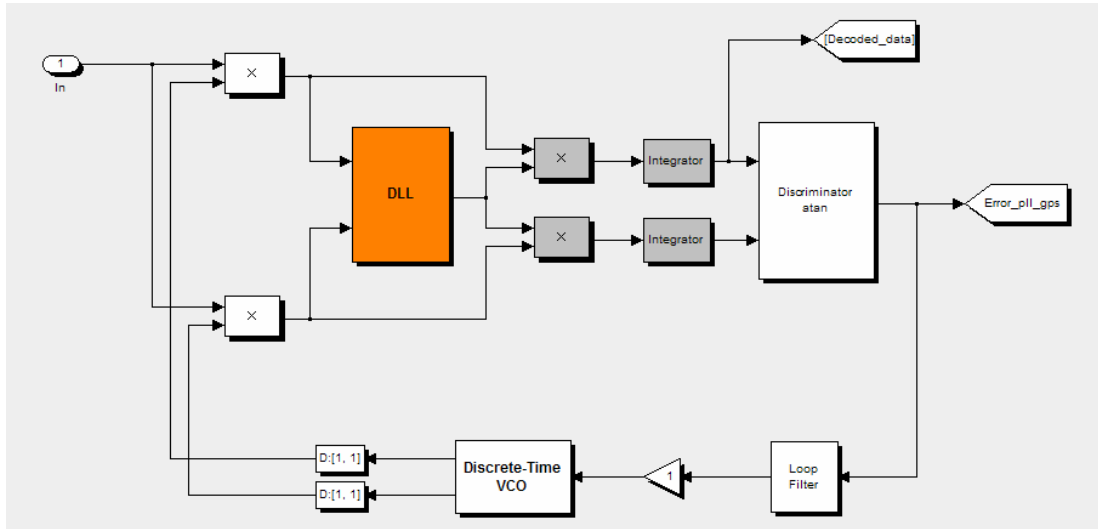 [Decoded_data]
1
In
×
DLL
×
Integrator
Discriminator
atan
Error_pll_gps
×
Integrator
×
D:[1, 1]
Discrete-Time
VCO
1
Loop
Filter
D:[1, 1]